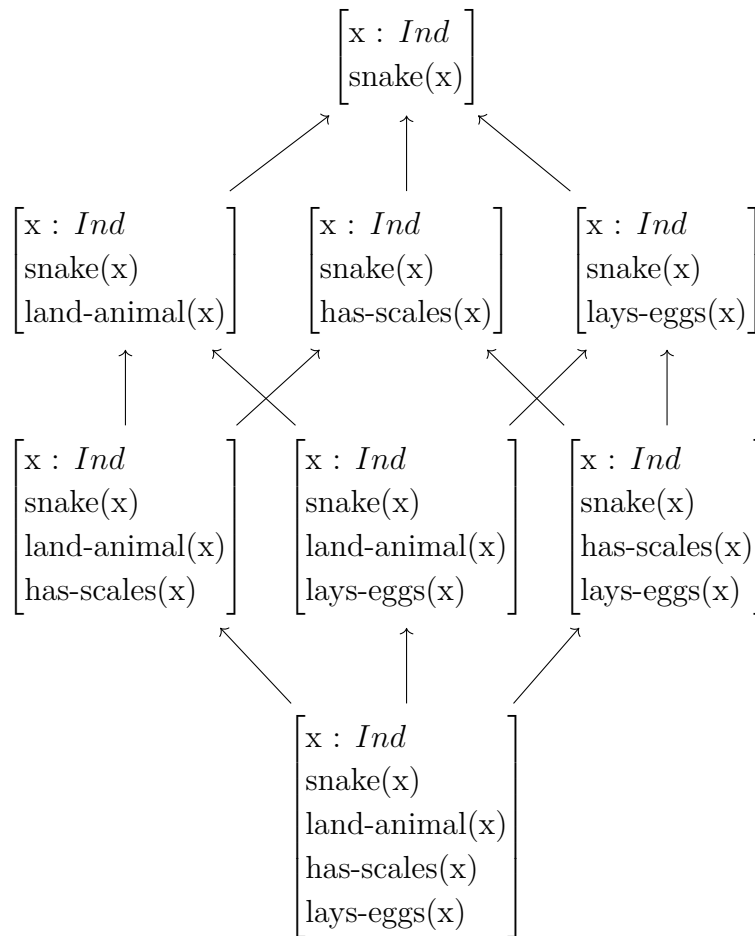 x : Ind
snake(x)
x : Ind
snake(x)
land-animal(x)
x : Ind
snake(x)
has-scales(x)
x : Ind
snake(x)
lays-eggs(x)
x : Ind
snake(x)
land-animal(x)
has-scales(x)
x : Ind
snake(x)
land-animal(x)
lays-eggs(x)
x : Ind
snake(x)
has-scales(x)
lays-eggs(x)
x : Ind
snake(x)
land-animal(x)
has-scales(x)
lays-eggs(x)